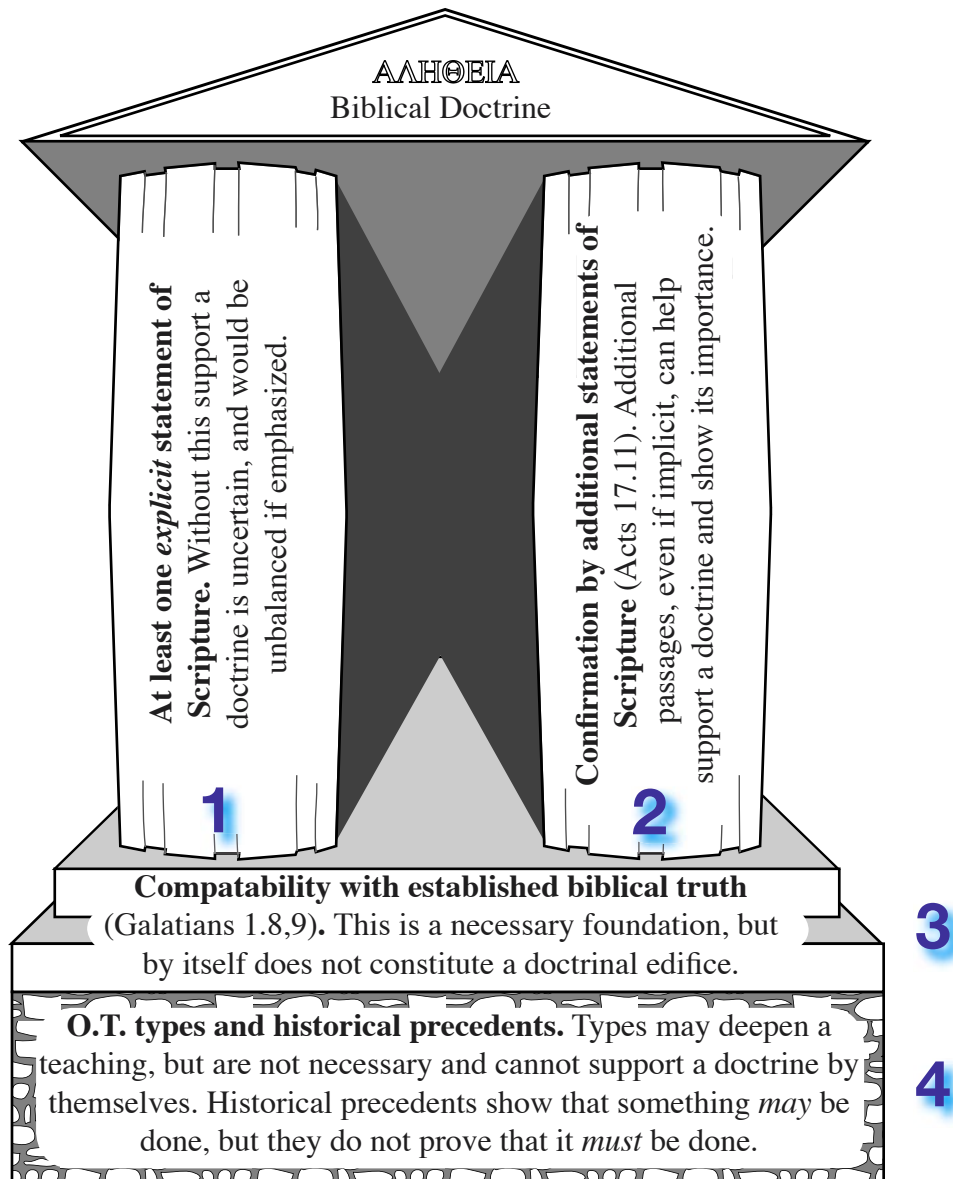 ΑΛΗΘΕΙΑ
Biblical Doctrine
At least one explicit statement of
Scripture. Without this support a
doctrine is uncertain, and would be
unbalanced if emphasized.
1
Confirmation by additional statements of
Scripture (Acts 17.11). Additional
passages, even if implicit, can help
support a doctrine and show its importance.
2
Compatability with established biblical truth
(Galatians 1.8,9). This is a necessary foundation, but
by itself does not constitute a doctrinal edifice.
3
O.T. types and historical precedents. Types may deepen a
teaching, but are not necessary and cannot support a doctrine by
themselves. Historical precedents show that something may be
done, but they do not prove that it must be done.
4